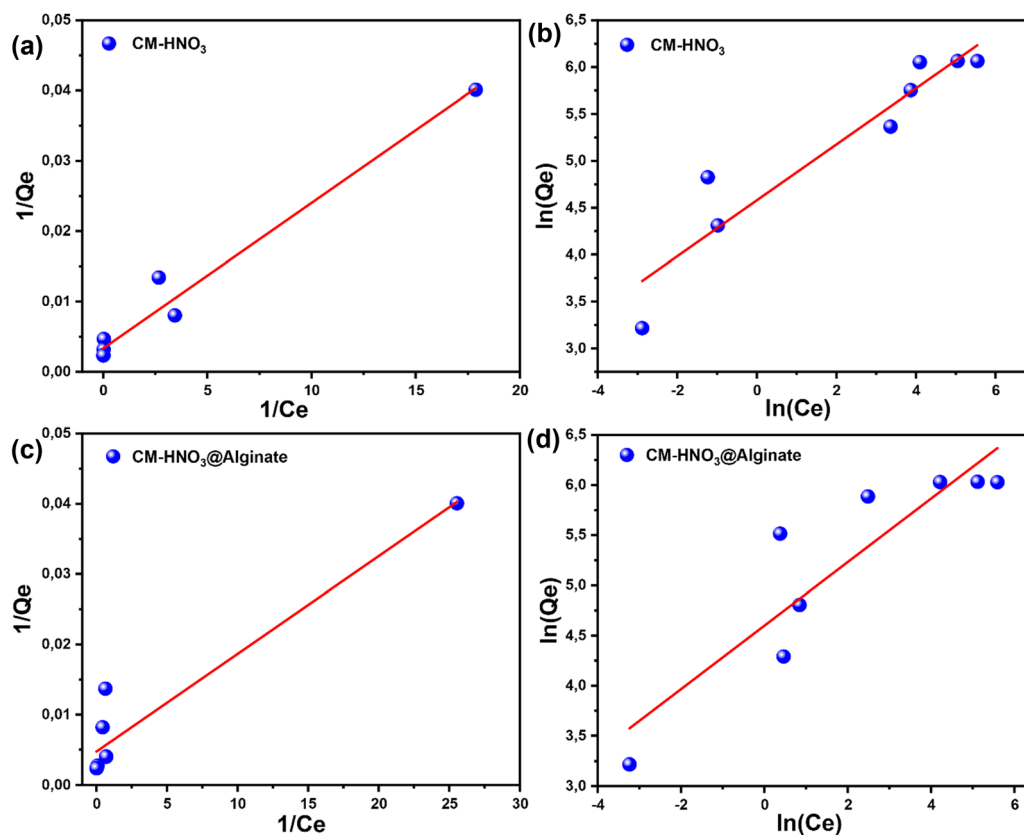 (a)
CM-HNO₃
0,05
0,04
0,03
0,02
0,01
0,00
1/Qe
0 5 10 15 20
1/Ce
(b)
CM-HNO₃
6,5
6,0
5,5
5,0
4,5
4,0
3,5
3,0
ln(Qe)
-4 -2 0 2 4 6
ln(Ce)
(c)
CM-HNO₃@Alginate
0,05
0,04
0,03
0,02
0,01
0,00
1/Qe
0 5 10 15 20 25 30
1/Ce
(d)
CM-HNO₃@Alginate
6,5
6,0
5,5
5,0
4,5
4,0
3,5
3,0
ln(Qe)
-4 -2 0 2 4 6
ln(Ce)